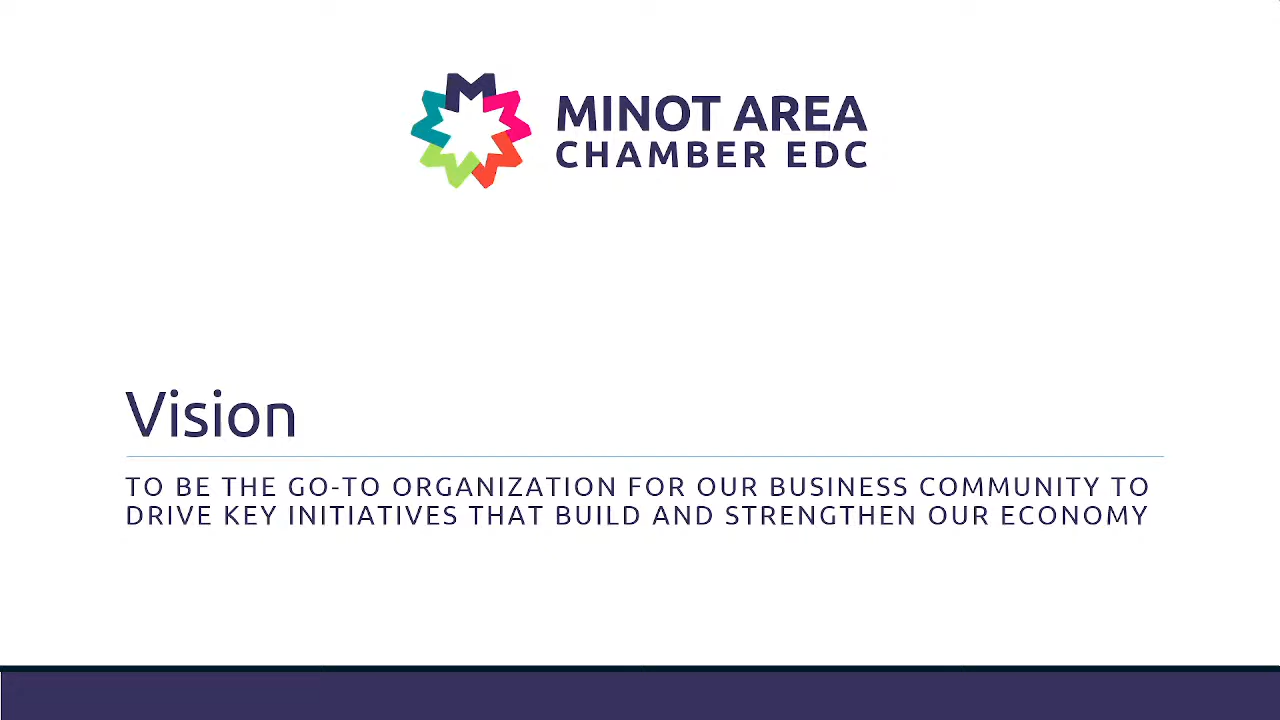 MINOT AREA
CHAMBER EDC
Vision
TO BE THE GO-TO ORGANIZATION FOR OUR BUSINESS COMMUNITY TO
DRIVE KEY INITIATIVES THAT BUILD AND STRENGTHEN OUR ECONOMY